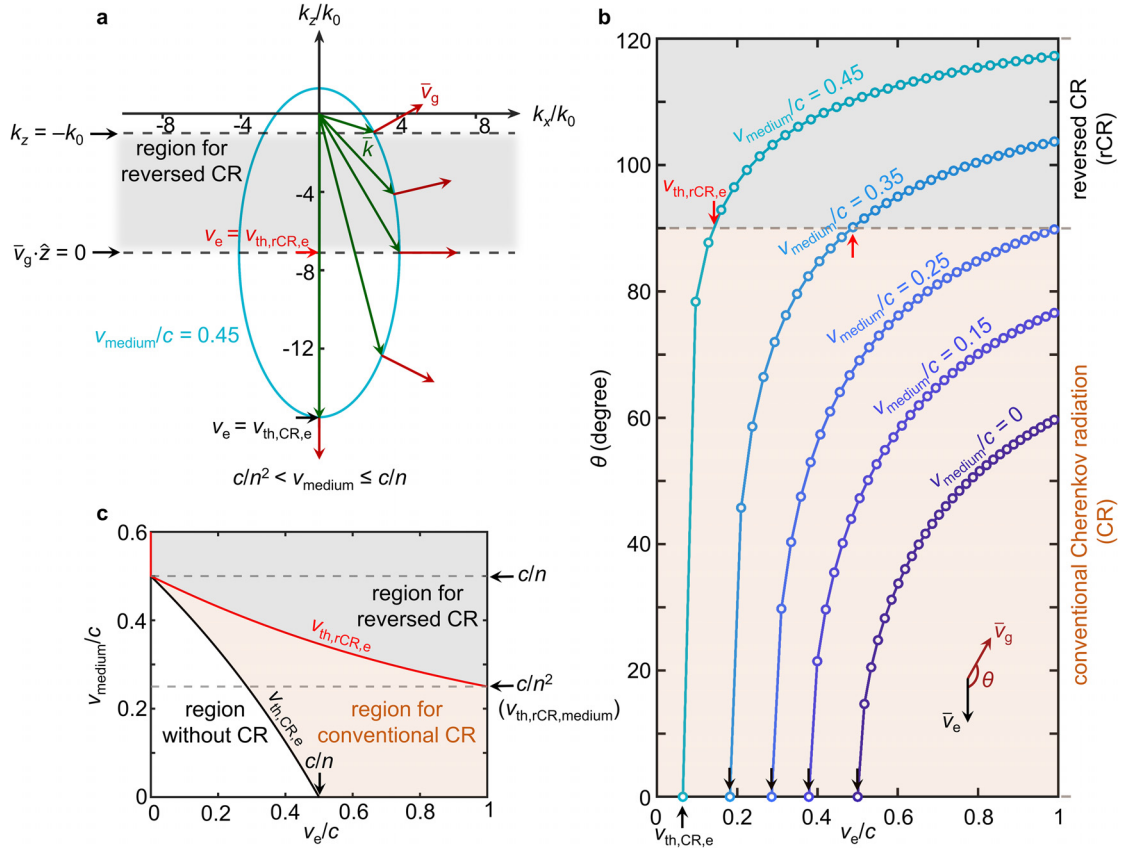 a
k_z/k_0
v̄_g
k_x/k_0
-8
-4
4
8
k_z = –k_0
region for
reversed CR
k̄
-4
v_e = v_th,rCR,e
v̄_g·ẑ = 0
-8
v_medium/c = 0.45
-12
v_e = v_th,CR,e
c/n² < v_medium ≤ c/n
b
120
100
80
60
40
20
0
θ (degree)
v_medium/c = 0.45
v_th,rCR,e
v_medium/c = 0.35
v_medium/c = 0.25
v_medium/c = 0.15
v_medium/c = 0
v̄_g
θ
v̄_e
0
0.2
0.4
0.6
0.8
1
v_th,CR,e
v_e/c
reversed CR
(rCR)
conventional Cherenkov radiation
(CR)
c
0.6
0.4
0.2
0
v_medium/c
c/n
region for
reversed CR
v_th,rCR,e
c/n²
(v_th,rCR,medium)
region
without CR
v_th,CR,e
region for
conventional CR
c/n
0
0.2
0.4
0.6
0.8
1
v_e/c